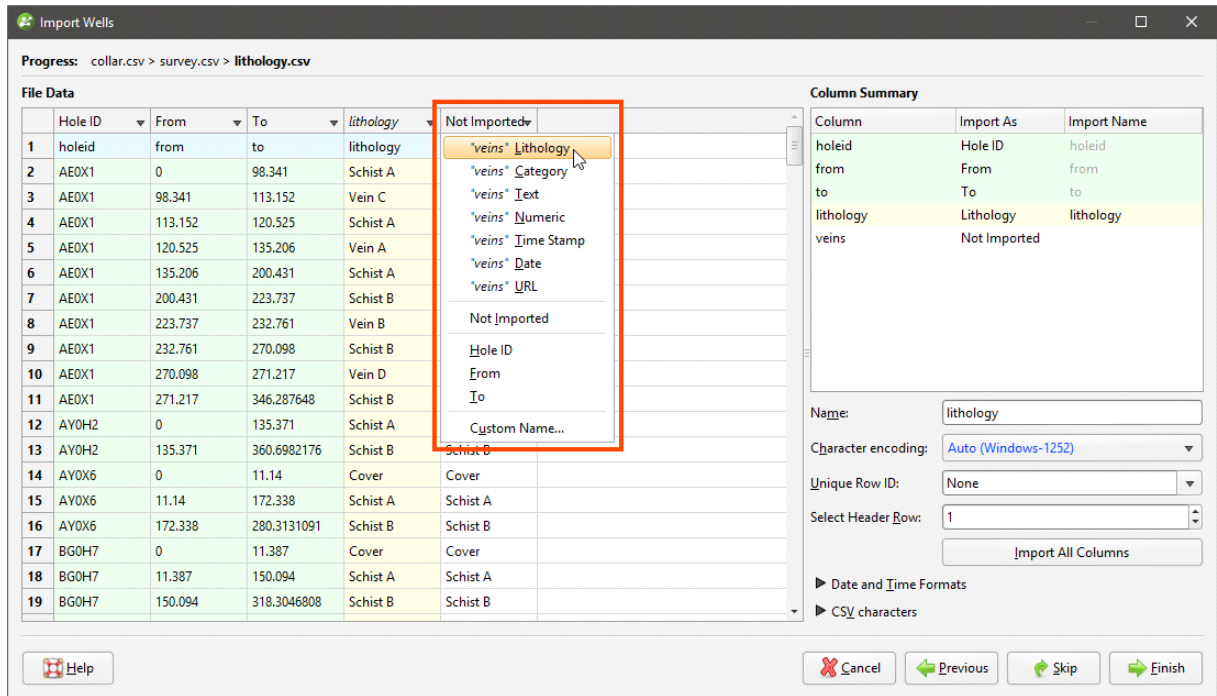 Import Wells
Progress: collar.csv > survey.csv > lithology.csv
File Data
Hole ID From To lithology Not Imported
1 holeid from to lithology
2 AE0X1 0 98.341 Schist A
3 AE0X1 98.341 113.152 Vein C
4 AE0X1 113.152 120.525 Schist A
5 AE0X1 120.525 135.206 Vein A
6 AE0X1 135.206 200.431 Schist A
7 AE0X1 200.431 223.737 Schist B
8 AE0X1 223.737 232.761 Vein B
9 AE0X1 232.761 270.098 Schist B
10 AE0X1 270.098 271.217 Vein D
11 AE0X1 271.217 346.287648 Schist B
12 AY0H2 0 135.371 Schist A
13 AY0H2 135.371 360.6982176 Schist B Schist B
14 AY0X6 0 11.14 Cover Cover
15 AY0X6 11.14 172.338 Schist A Schist A
16 AY0X6 172.338 280.3131091 Schist B Schist B
17 BG0H7 0 11.387 Cover Cover
18 BG0H7 11.387 150.094 Schist A Schist A
19 BG0H7 150.094 318.3046808 Schist B Schist B
"veins" Lithology
"veins" Category
"veins" Text
"veins" Numeric
"veins" Time Stamp
"veins" Date
"veins" URL
Not Imported
Hole ID
From
To
Custom Name...
Column Summary
Column Import As Import Name
holeid Hole ID holeid
from From from
to To to
lithology Lithology lithology
veins Not Imported
Name: lithology
Character encoding: Auto (Windows-1252)
Unique Row ID: None
Select Header Row: 1
Import All Columns
Date and Time Formats
CSV characters
Help
Cancel Previous Skip Finish